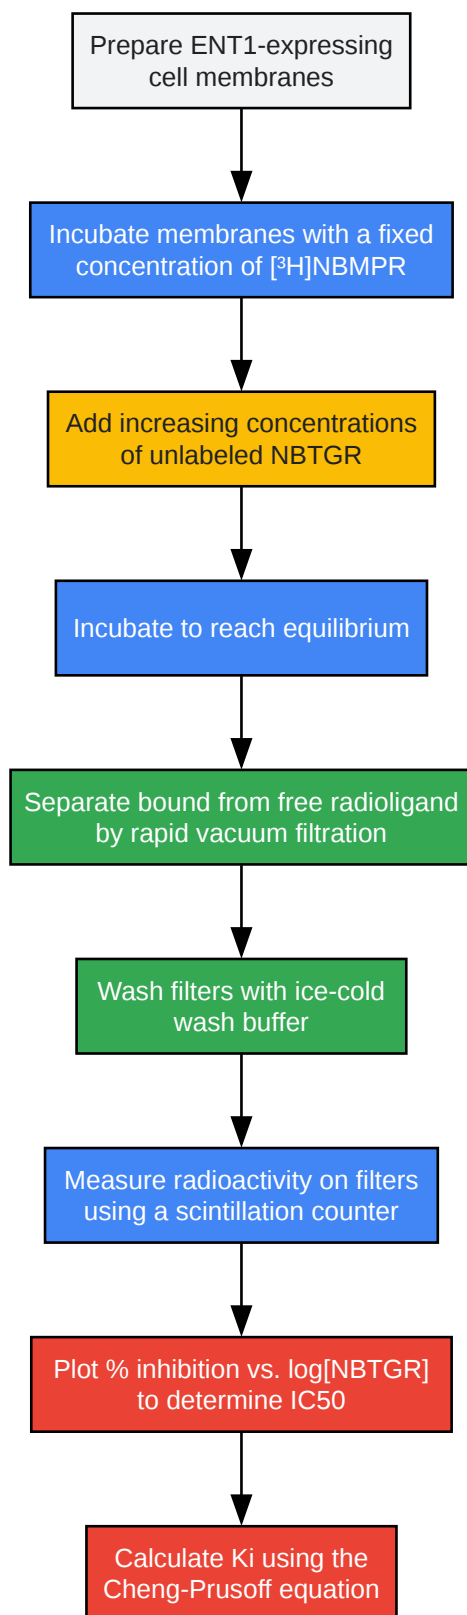 Prepare ENT1-expressing
cell membranes
Incubate membranes with a fixed
concentration of [³H]NBMPR
Add increasing concentrations
of unlabeled NBTGR
Incubate to reach equilibrium
Separate bound from free radioligand
by rapid vacuum filtration
Wash filters with ice-cold
wash buffer
Measure radioactivity on filters
using a scintillation counter
Plot % inhibition vs. log[NBTGR]
to determine IC50
Calculate Ki using the
Cheng-Prusoff equation